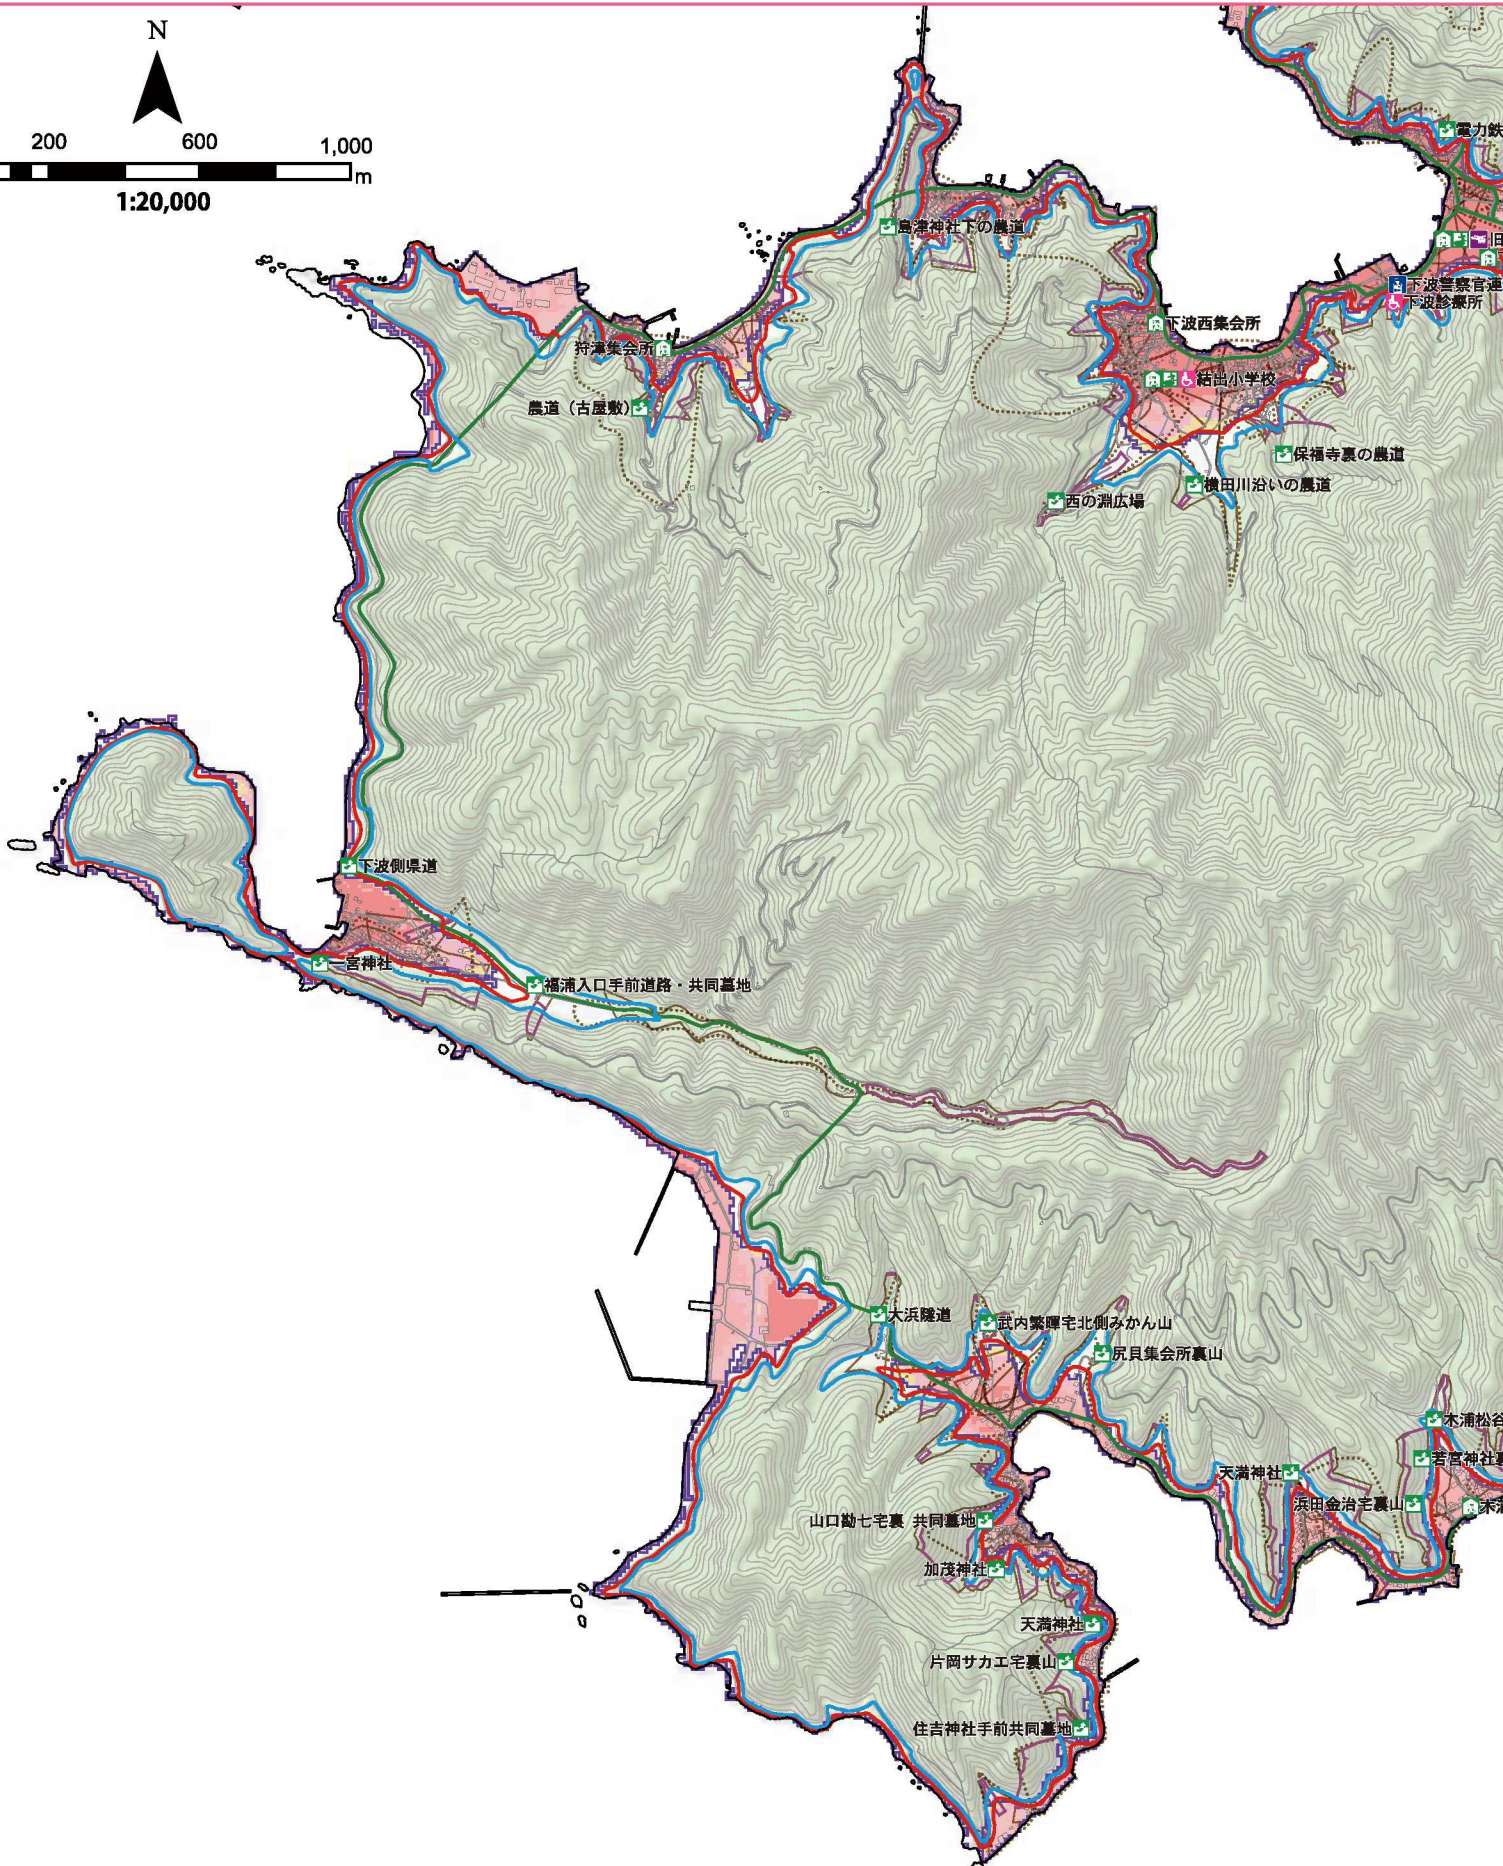 N
200 600 1,000
m
1:20,000
電力鉄
島津神社下の農道
旧
下波警察官連
下波診療所
下波西集会所
狩津集会所
結出小学校
農道（古屋敷）
保福寺裏の農道
横田川沿いの農道
西の淵広場
下波側県道
一宮神社
福浦入口手前道路・共同墓地
大浜隧道
武内繁暉宅北側みかん山
尻貝集会所裏山
木浦松谷
若宮神社裏
天満神社
浜田金治宅裏山
山口勘七宅裏 共同墓地
加茂神社
天満神社
片岡サカエ宅裏山
住吉神社手前共同墓地